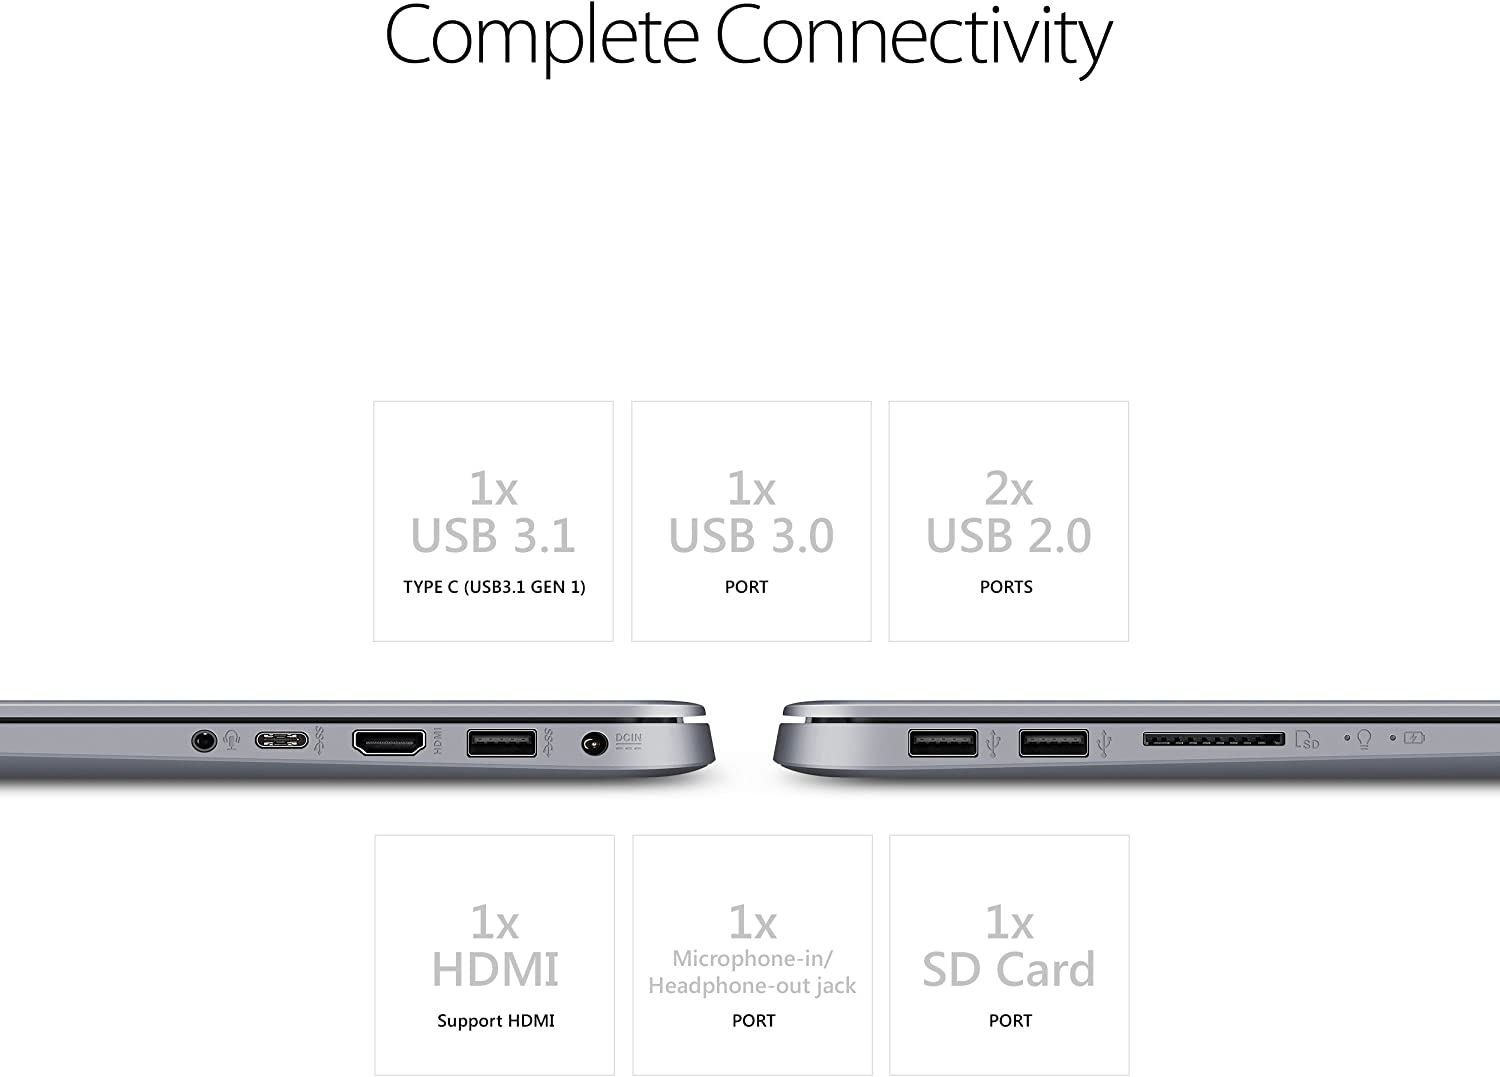 Complete Connectivity
1x
USB 3.1
TYPE C (USB3.1 GEN 1)
1x
USB 3.0
PORT
2x
USB 2.0
PORTS
SS
HDMI
SS
DCIN
SD
1x
HDMI
Support HDMI
1x
Microphone-in/
Headphone-out jack
PORT
1x
SD Card
PORT